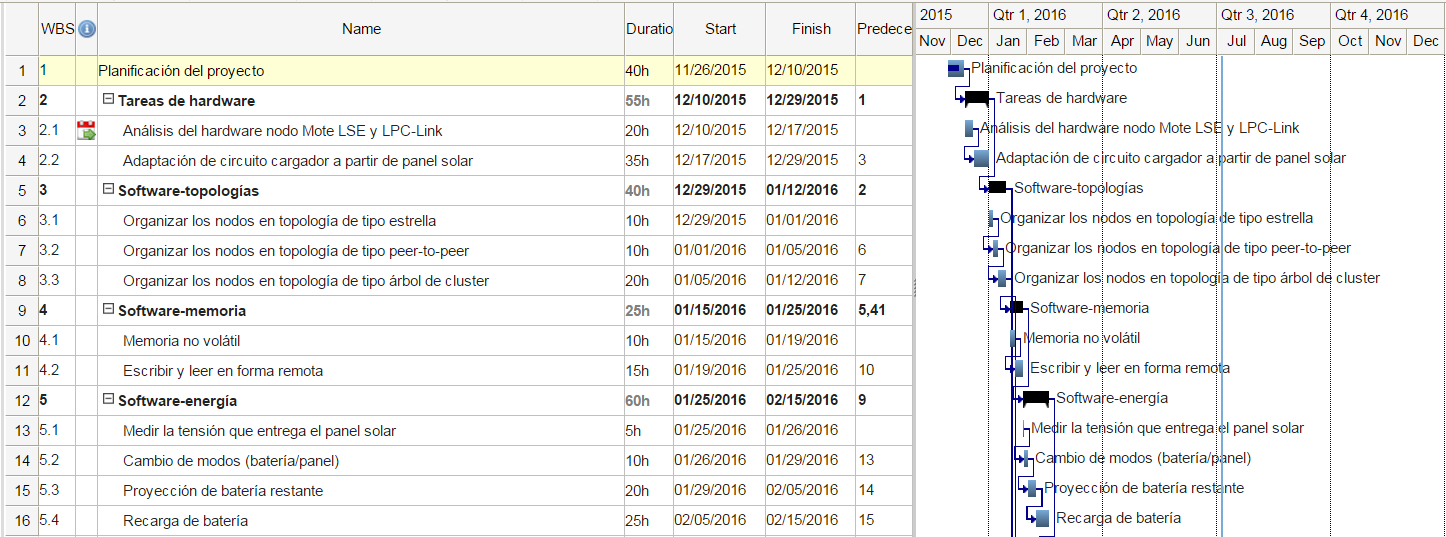 WBS Name Duratio Start Finish Predece
2015 Qtr 1, 2016 Qtr 2, 2016 Qtr 3, 2016 Qtr 4, 2016
Nov Dec Jan Feb Mar Apr May Jun Jul Aug Sep Oct Nov Dec
1 1 Planificación del proyecto 40h 11/26/2015 12/10/2015 Planificación del proyecto
2 2 Tareas de hardware 55h 12/10/2015 12/29/2015 1 Tareas de hardware
3 2.1 Análisis del hardware nodo Mote LSE y LPC-Link 20h 12/10/2015 12/17/2015 Análisis del hardware nodo Mote LSE y LPC-Link
4 2.2 Adaptación de circuito cargador a partir de panel solar 35h 12/17/2015 12/29/2015 3 Adaptación de circuito cargador a partir de panel solar
5 3 Software-topologías 40h 12/29/2015 01/12/2016 2 Software-topologías
6 3.1 Organizar los nodos en topología de tipo estrella 10h 12/29/2015 01/01/2016 Organizar los nodos en topología de tipo estrella
7 3.2 Organizar los nodos en topología de tipo peer-to-peer 10h 01/01/2016 01/05/2016 6 Organizar los nodos en topología de tipo peer-to-peer
8 3.3 Organizar los nodos en topología de tipo árbol de cluster 20h 01/05/2016 01/12/2016 7 Organizar los nodos en topología de tipo árbol de cluster
9 4 Software-memoria 25h 01/15/2016 01/25/2016 5,41 Software-memoria
10 4.1 Memoria no volátil 10h 01/15/2016 01/19/2016 Memoria no volátil
11 4.2 Escribir y leer en forma remota 15h 01/19/2016 01/25/2016 10 Escribir y leer en forma remota
12 5 Software-energía 60h 01/25/2016 02/15/2016 9 Software-energía
13 5.1 Medir la tensión que entrega el panel solar 5h 01/25/2016 01/26/2016 Medir la tensión que entrega el panel solar
14 5.2 Cambio de modos (batería/panel) 10h 01/26/2016 01/29/2016 13 Cambio de modos (batería/panel)
15 5.3 Proyección de batería restante 20h 01/29/2016 02/05/2016 14 Proyección de batería restante
16 5.4 Recarga de batería 25h 02/05/2016 02/15/2016 15 Recarga de batería